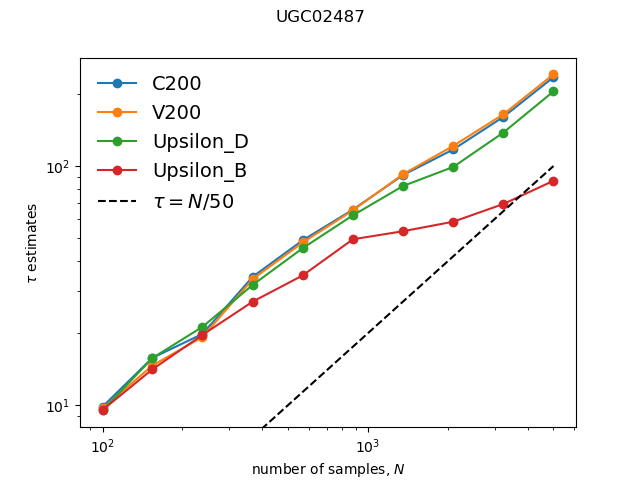 UGC02487
C200
V200
Upsilon_D
Upsilon_B
τ = N/50
τ estimates
10²
10¹
10²
10³
number of samples, N